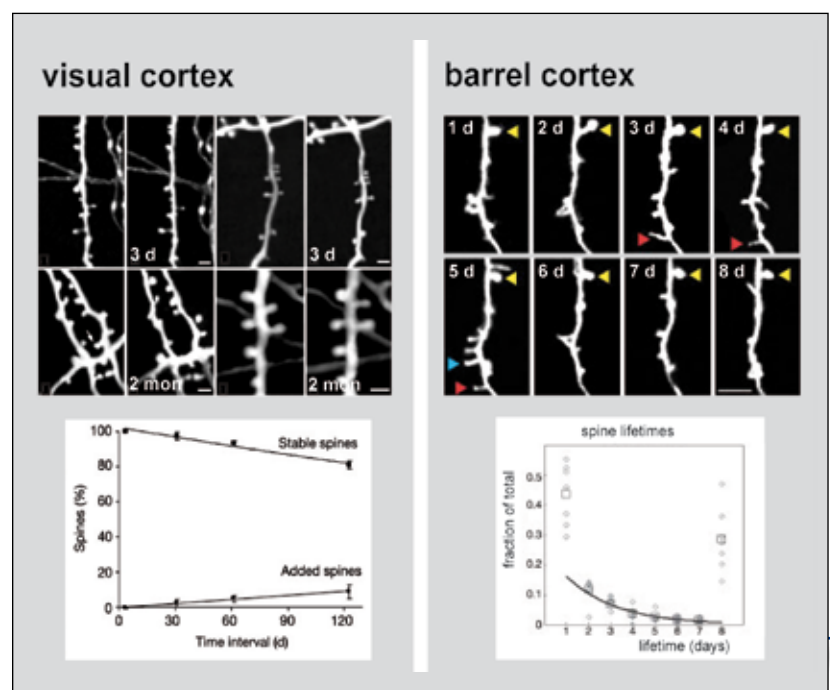 visual cortex
3 d
3 d
2 mon
2 mon
100
80
60
40
20
0
Spines (%)
Stable spines
Added spines
0 30 60 90 120
Time interval (d)
barrel cortex
1 d 2 d 3 d 4 d
5 d 6 d 7 d 8 d
spine lifetimes
0.5
0.4
0.3
0.2
0.1
0
fraction of total
1 2 3 4 5 6 7 8
lifetime (days)